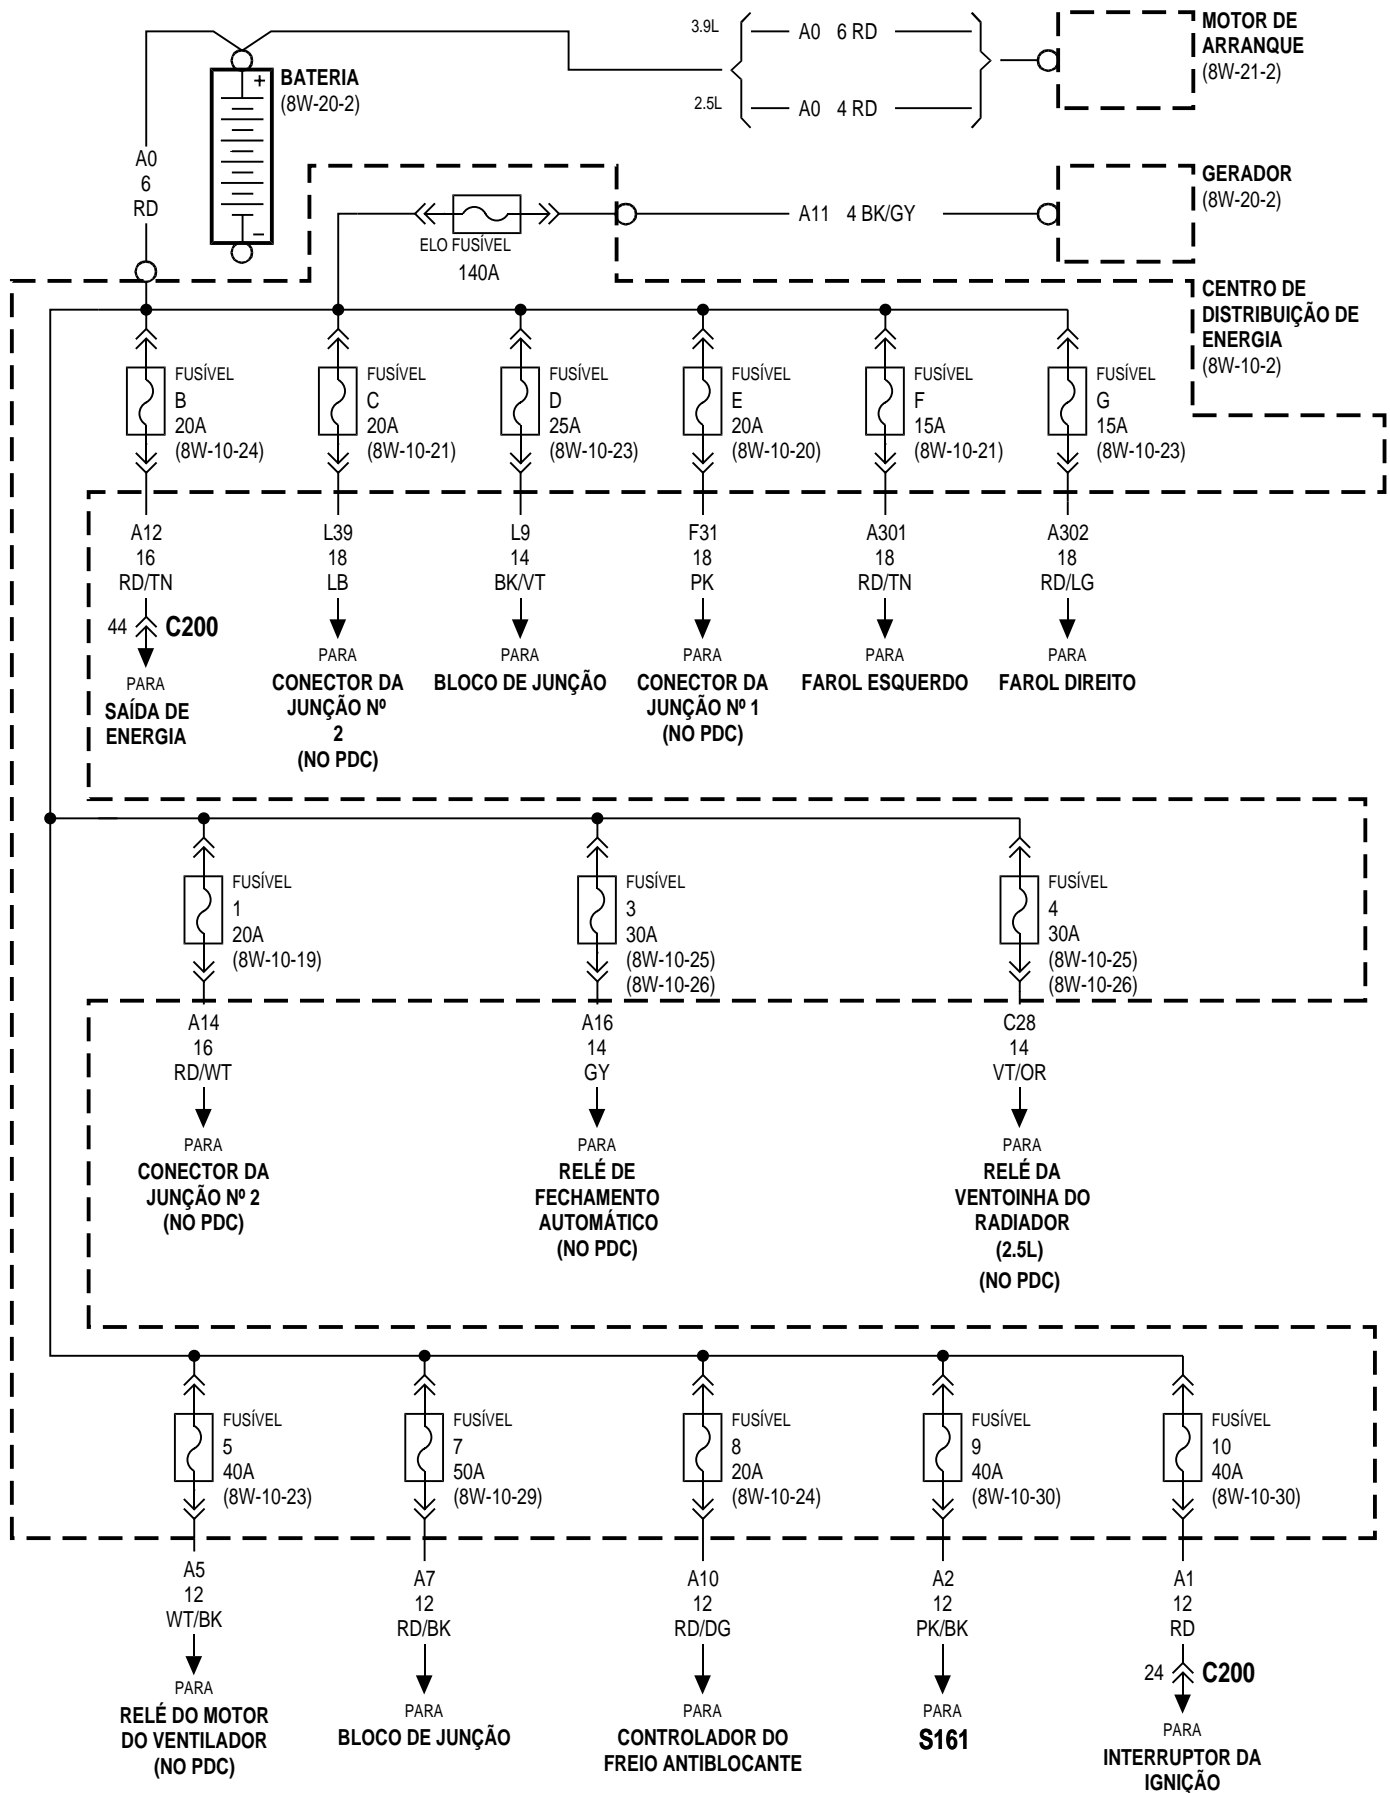 3.9L
A0 6 RD
2.5L
A0 4 RD
MOTOR DE
ARRANQUE
(8W-21-2)
+
−
BATERIA
(8W-20-2)
A0
6
RD
ELO FUSÍVEL
140A
A11 4 BK/GY
GERADOR
(8W-20-2)
CENTRO DE
DISTRIBUIÇÃO DE
ENERGIA
(8W-10-2)
FUSÍVEL
B
20A
(8W-10-24)
FUSÍVEL
C
20A
(8W-10-21)
FUSÍVEL
D
25A
(8W-10-23)
FUSÍVEL
E
20A
(8W-10-20)
FUSÍVEL
F
15A
(8W-10-21)
FUSÍVEL
G
15A
(8W-10-23)
A12
16
RD/TN
44 C200
PARA
SAÍDA DE
ENERGIA
L39
18
LB
PARA
CONECTOR DA
JUNÇÃO Nº
2
(NO PDC)
L9
14
BK/VT
PARA
BLOCO DE JUNÇÃO
F31
18
PK
PARA
CONECTOR DA
JUNÇÃO Nº 1
(NO PDC)
A301
18
RD/TN
PARA
FAROL ESQUERDO
A302
18
RD/LG
PARA
FAROL DIREITO
FUSÍVEL
1
20A
(8W-10-19)
FUSÍVEL
3
30A
(8W-10-25)
(8W-10-26)
FUSÍVEL
4
30A
(8W-10-25)
(8W-10-26)
A14
16
RD/WT
PARA
CONECTOR DA
JUNÇÃO Nº 2
(NO PDC)
A16
14
GY
PARA
RELÉ DE
FECHAMENTO
AUTOMÁTICO
(NO PDC)
C28
14
VT/OR
PARA
RELÉ DA
VENTOINHA DO
RADIADOR
(2.5L)
(NO PDC)
FUSÍVEL
5
40A
(8W-10-23)
FUSÍVEL
7
50A
(8W-10-29)
FUSÍVEL
8
20A
(8W-10-24)
FUSÍVEL
9
40A
(8W-10-30)
FUSÍVEL
10
40A
(8W-10-30)
A5
12
WT/BK
PARA
RELÉ DO MOTOR
DO VENTILADOR
(NO PDC)
A7
12
RD/BK
PARA
BLOCO DE JUNÇÃO
A10
12
RD/DG
PARA
CONTROLADOR DO
FREIO ANTIBLOCANTE
A2
12
PK/BK
PARA
S161
A1
12
RD
24 C200
PARA
INTERRUPTOR DA
IGNIÇÃO